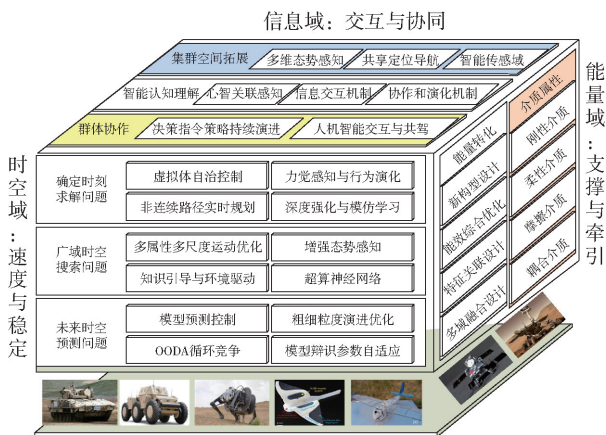 信息域：交互与协同
集群空间拓展 多维态势感知 共享定位导航 智能传感域
智能认知理解 心智关联感知 信息交互机制 协作和演化机制
群体协作 决策指令策略持续演进 人机智能交互与共驾
时空域：速度与稳定
确定时刻
求解问题
虚拟体自治控制 力觉感知与行为演化
非连续路径实时规划 深度强化与模仿学习
广域时空
搜索问题
多属性多尺度运动优化 增强态势感知
知识引导与环境驱动 超算神经网络
未来时空
预测问题
模型预测控制 粗细粒度演进优化
OODA循环竞争 模型辩识参数自适应
能量转化
新构型设计
能效综合优化
特征关联设计
多域融合设计
介质属性
刚性介质
柔性介质
摩擦介质
耦合介质
能量域：支撑与牵引